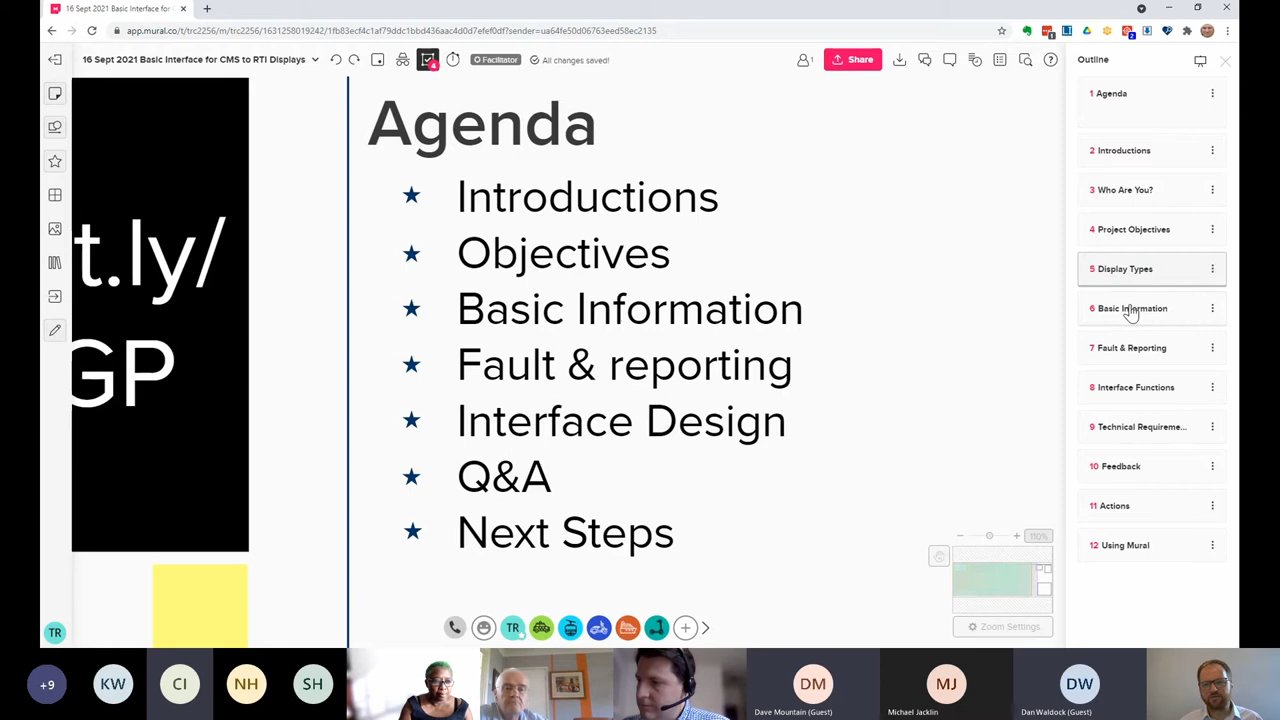 16 Sept 2021 Basic Interface for C
app.mural.co/t/trc2256/m/trc2256/1631258019242/1fb83ecf4c1af79ddc1bbd436aac4d0d7efef0df?sender=ua64fe50d06763eed58ec2135
16 Sept 2021 Basic Interface for CMS to RTI Displays
4
Facilitator
All changes saved!
1
Share
Outline
t.ly/
GP
Agenda
Introductions
Objectives
Basic Information
Fault & reporting
Interface Design
Q&A
Next Steps
1 Agenda
2 Introductions
3 Who Are You?
4 Project Objectives
5 Display Types
6 Basic Information
7 Fault & Reporting
8 Interface Functions
9 Technical Requireme...
10 Feedback
11 Actions
12 Using Mural
110%
Zoom Settings
TR
TR
+9
KW
CI
NH
SH
DM
Dave Mountain (Guest)
MJ
Michael Jacklin
DW
Dan Waldock (Guest)